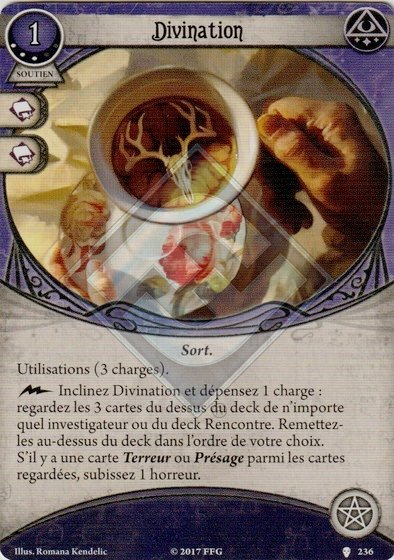 1
Divination
SOUTIEN
Sort.
Utilisations (3 charges).
Inclinez Divination et dépensez 1 charge :
regardez les 3 cartes du dessus du deck de n'importe
quel investigateur ou du deck Rencontre. Remettez-
les au-dessus du deck dans l'ordre de votre choix.
S'il y a une carte Terreur ou Présage parmi les cartes
regardées, subissez 1 horreur.
Illus. Romana Kendelic
© 2017 FFG
236